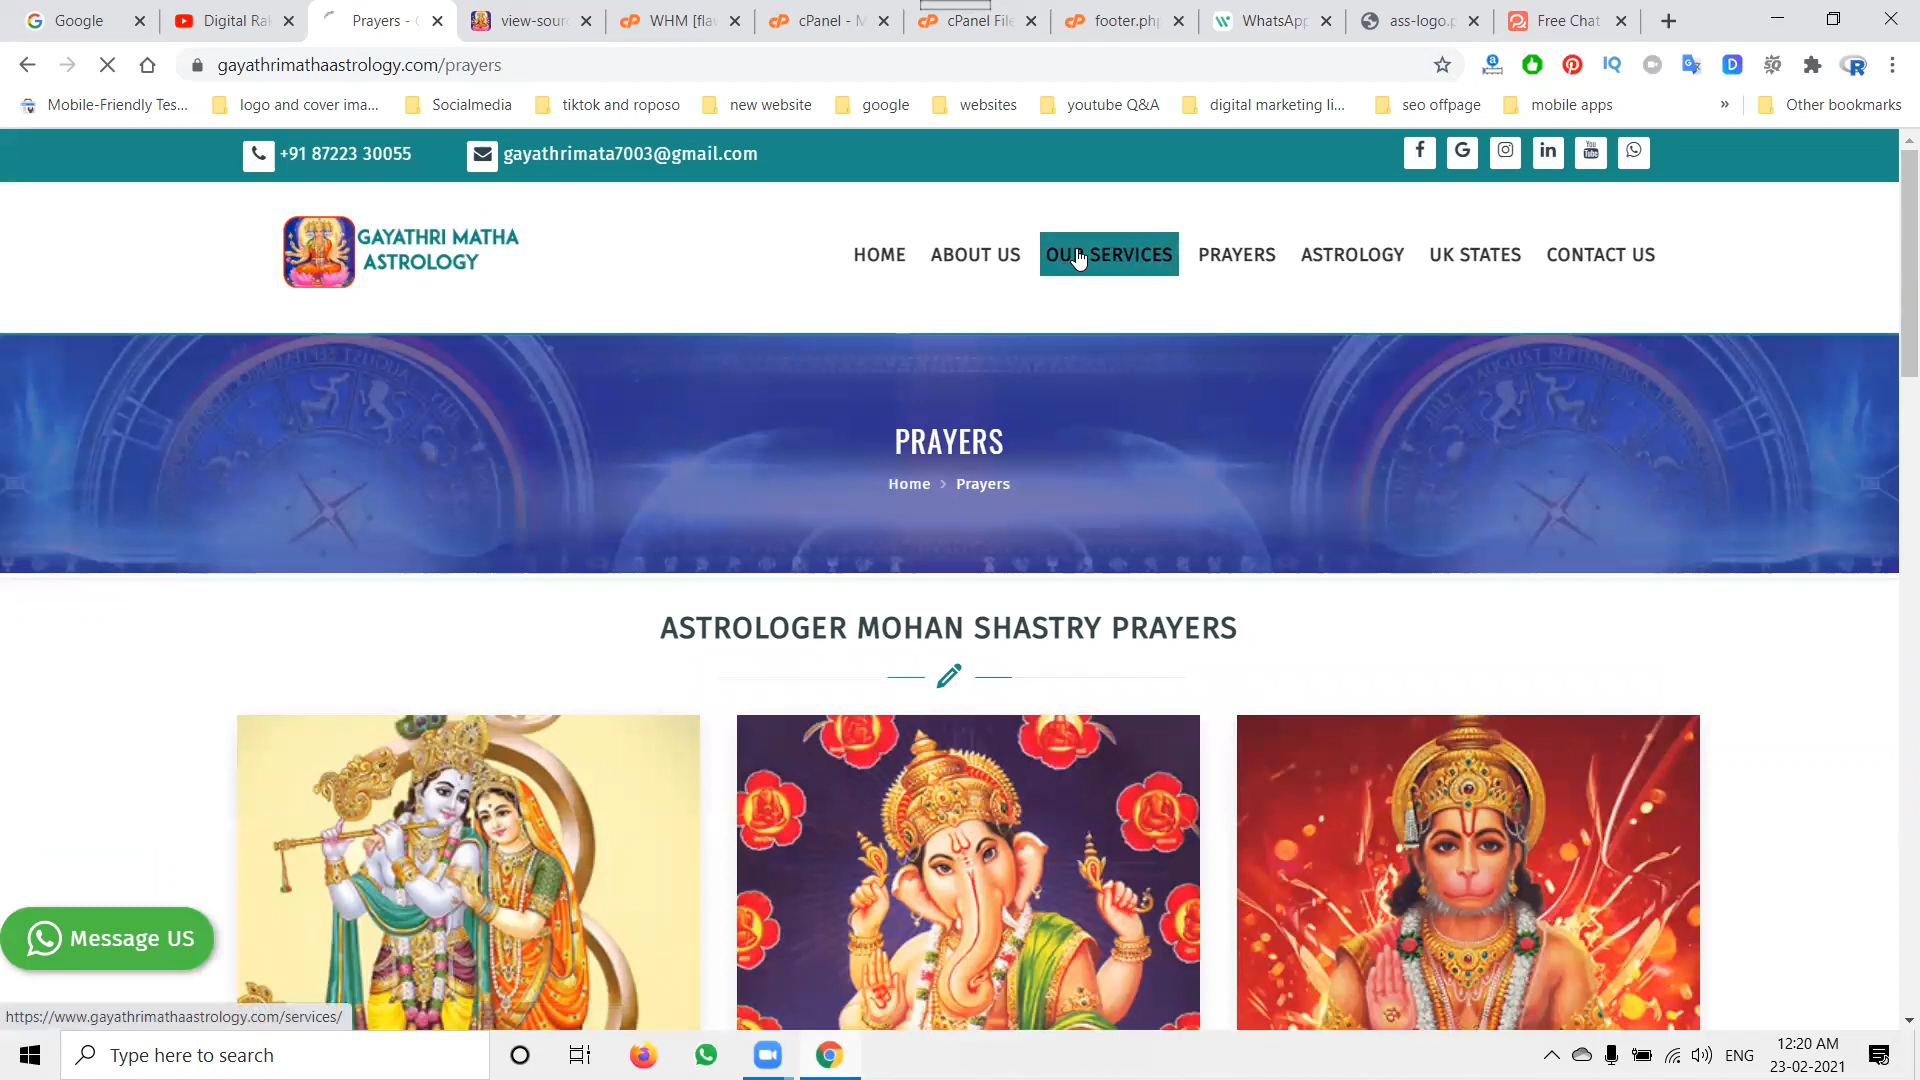 Google
Digital Ra
Prayers - G
view-sour
WHM [fla
cPanel - M
cPanel File
footer.php
WhatsApp
ass-logo.p
Free Chat
gayathrimathaastrology.com/prayers
Mobile-Friendly Tes...
logo and cover ima...
Socialmedia
tiktok and roposo
new website
google
websites
youtube Q&A
digital marketing li...
seo offpage
mobile apps
»
Other bookmarks
+91 87223 30055
gayathrimata7003@gmail.com
GAYATHRI MATHA
ASTROLOGY
HOME
ABOUT US
OUR SERVICES
PRAYERS
ASTROLOGY
UK STATES
CONTACT US
PRAYERS
Home > Prayers
ASTROLOGER MOHAN SHASTRY PRAYERS
Message US
https://www.gayathrimathaastrology.com/services/
Type here to search
ENG
12:20 AM
23-02-2021